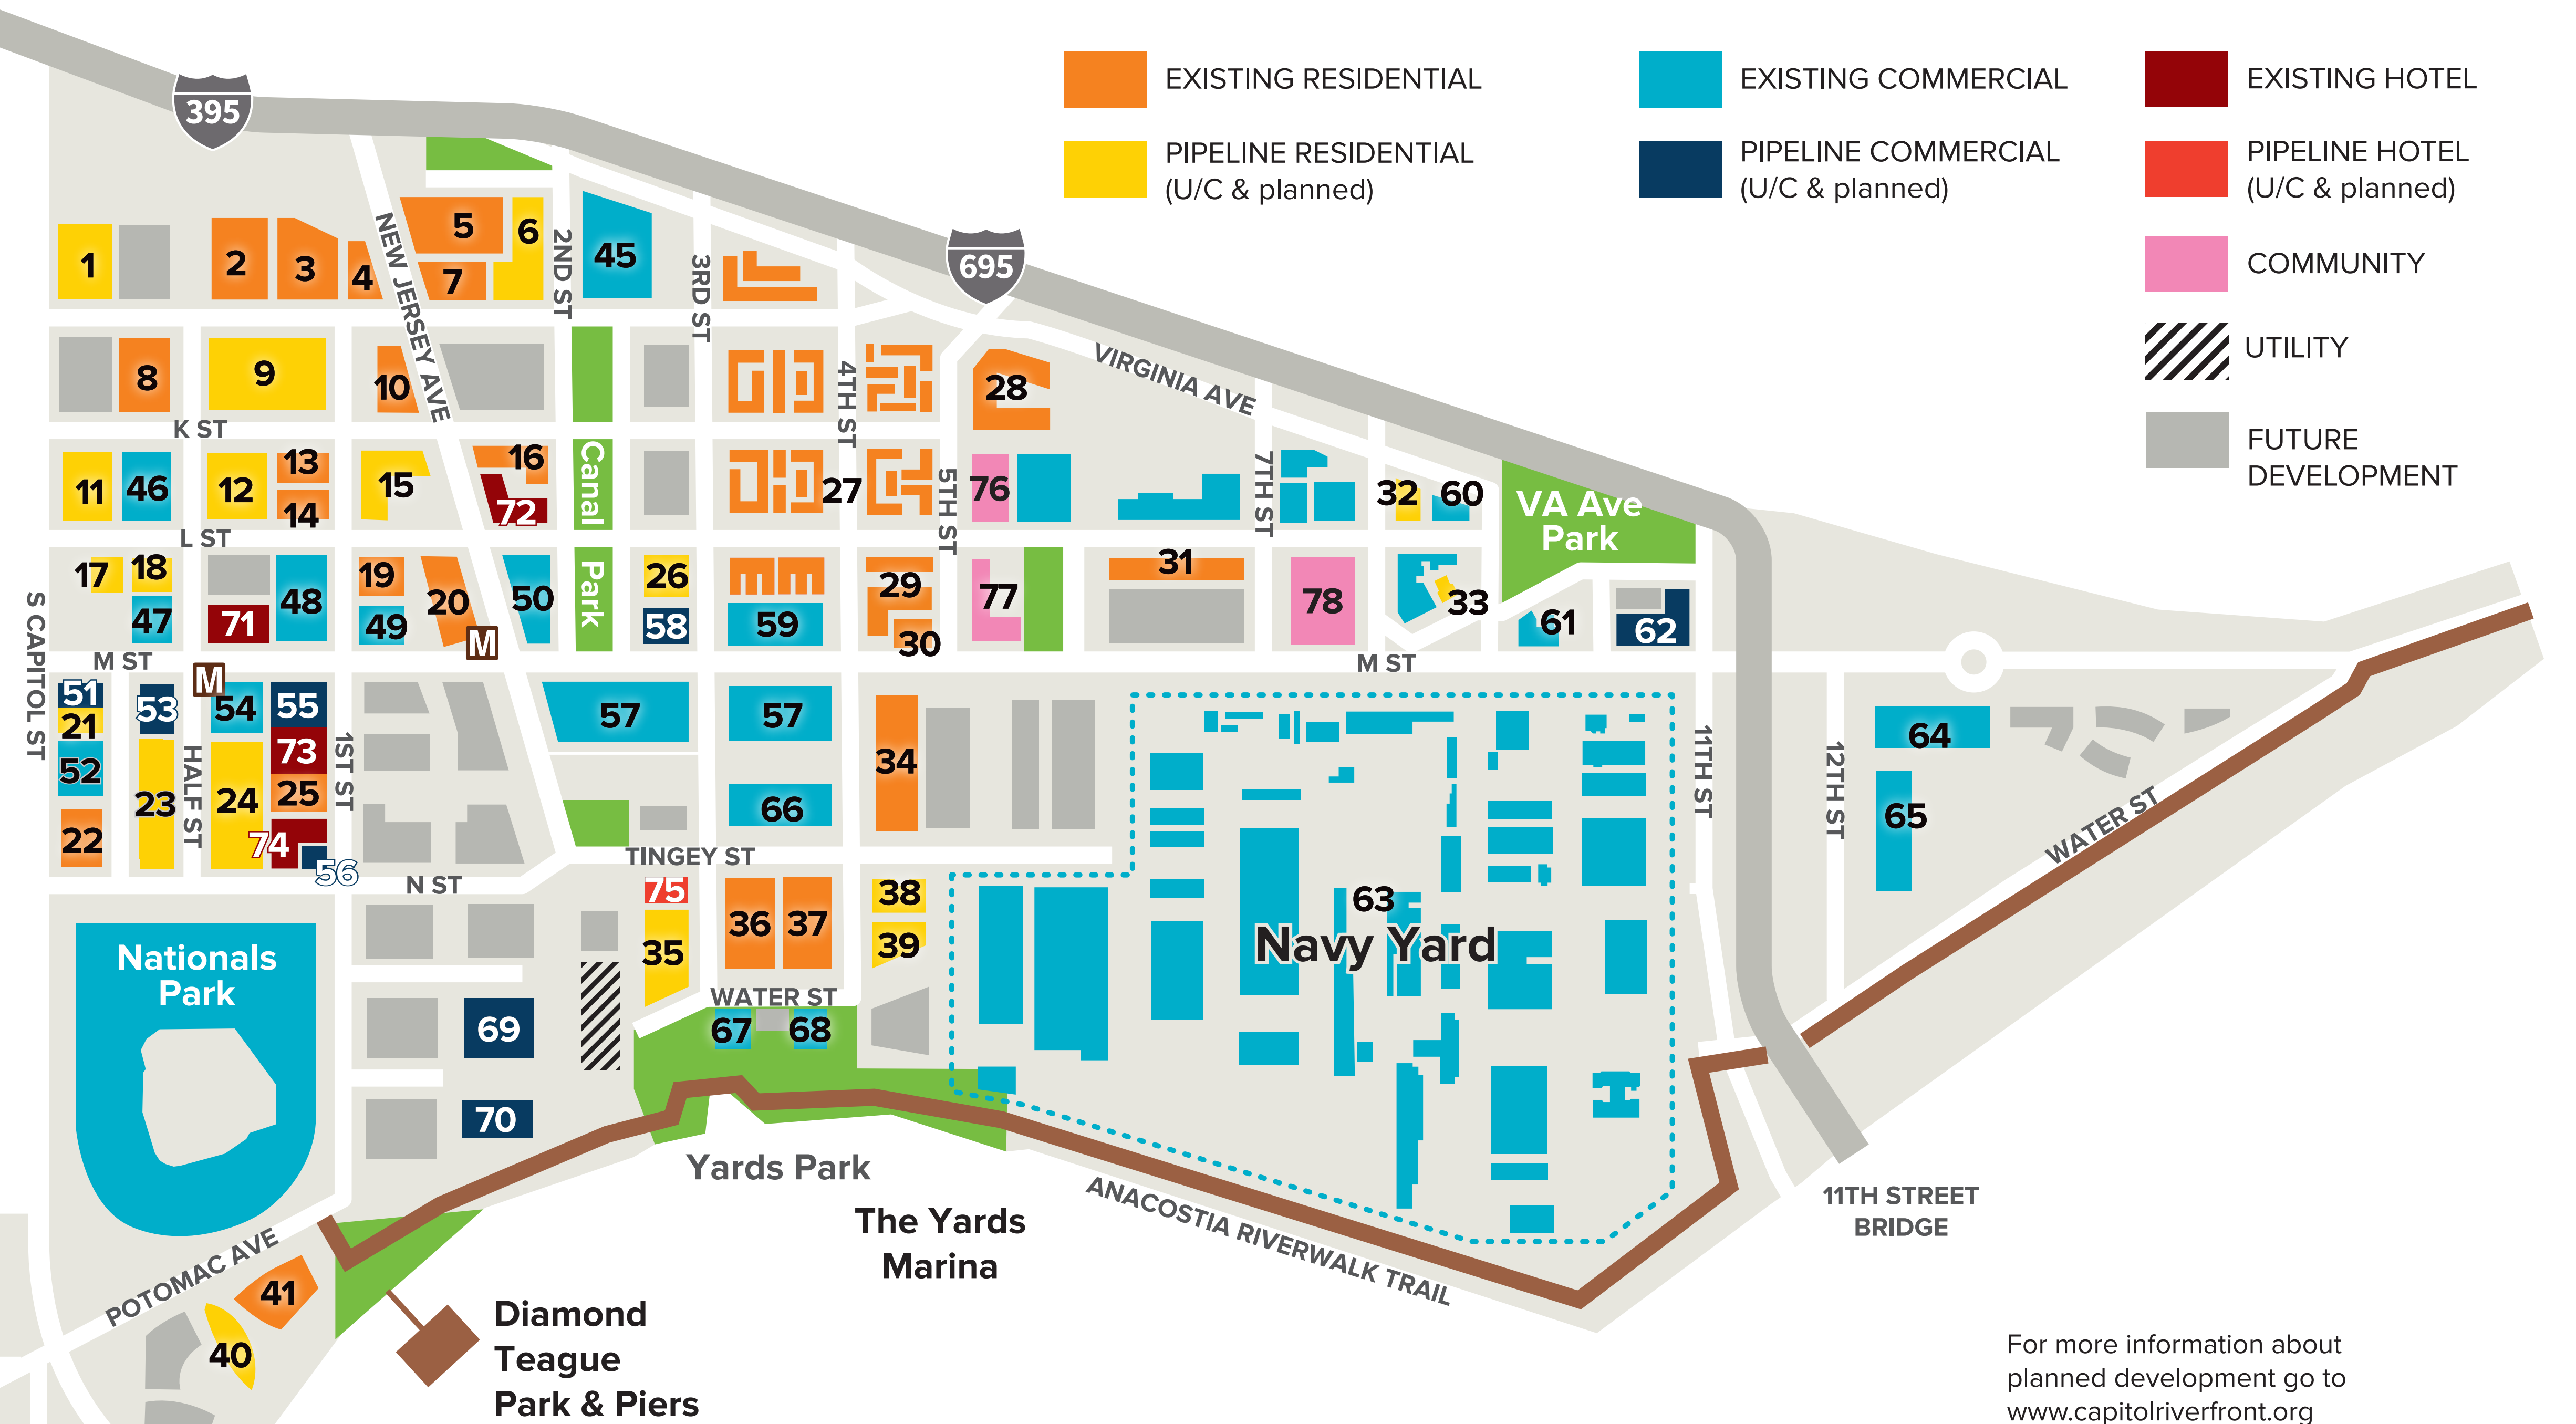 EXISTING RESIDENTIAL
EXISTING COMMERCIAL
EXISTING HOTEL
PIPELINE RESIDENTIAL
(U/C & planned)
PIPELINE COMMERCIAL
(U/C & planned)
PIPELINE HOTEL
(U/C & planned)
COMMUNITY
UTILITY
FUTURE
DEVELOPMENT
395
695
1
2
3
4
NEW JERSEY AVE
5
6
7
2ND ST
45
3RD ST
VIRGINIA AVE
8
9
10
4TH ST
28
K ST
11
46
12
13
14
15
16
72
Canal
Park
27
5TH ST
76
7TH ST
32
60
VA Ave
Park
L ST
17
18
47
71
48
19
49
20
M
50
26
58
59
29
30
77
31
78
33
61
62
S CAPITOL ST
M ST
M ST
51
21
52
22
53
23
M
HALF ST
54
24
55
73
25
74
56
1ST ST
57
57
66
34
11TH ST
12TH ST
64
65
WATER ST
TINGEY ST
N ST
75
35
36
37
38
39
63
Navy Yard
Nationals
Park
WATER ST
67
68
69
70
Yards Park
The Yards
Marina
ANACOSTIA RIVERWALK TRAIL
11TH STREET
BRIDGE
POTOMAC AVE
41
40
Diamond
Teague
Park & Piers
For more information about
planned development go to
www.capitolriverfront.org